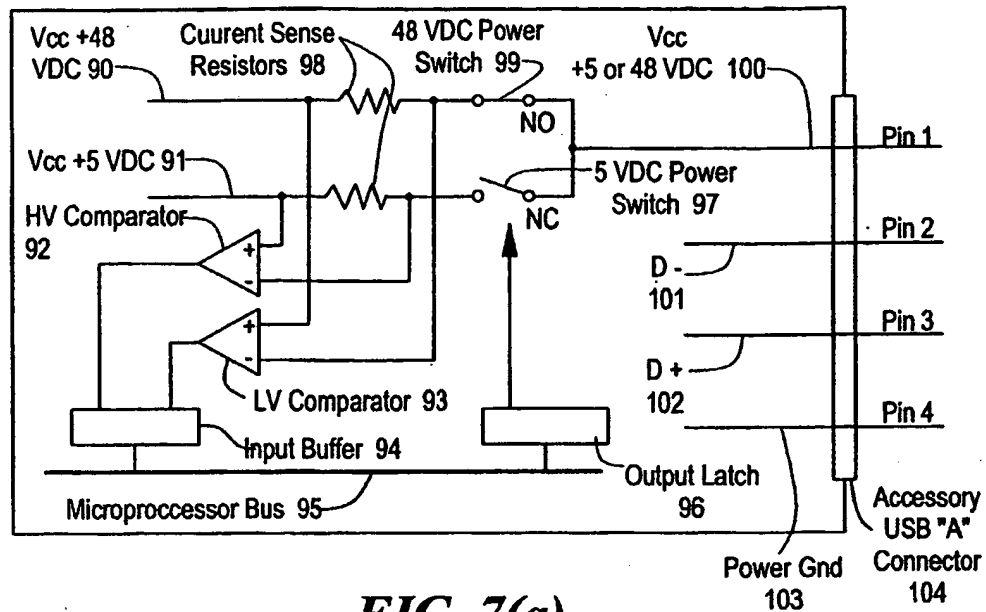 Vcc +48
VDC 90
Cuurent Sense
Resistors 98
48 VDC Power
Switch 99
Vcc
+5 or 48 VDC 100
NO
Pin 1
Vcc +5 VDC 91
5 VDC Power
Switch 97
NC
HV Comparator
92
+
-
Pin 2
D -
101
+
-
Pin 3
D +
102
LV Comparator 93
Pin 4
Input Buffer 94
Output Latch
96
Microproccessor Bus 95
Accessory
USB "A"
Connector
104
Power Gnd
103
FIG. 7(a)